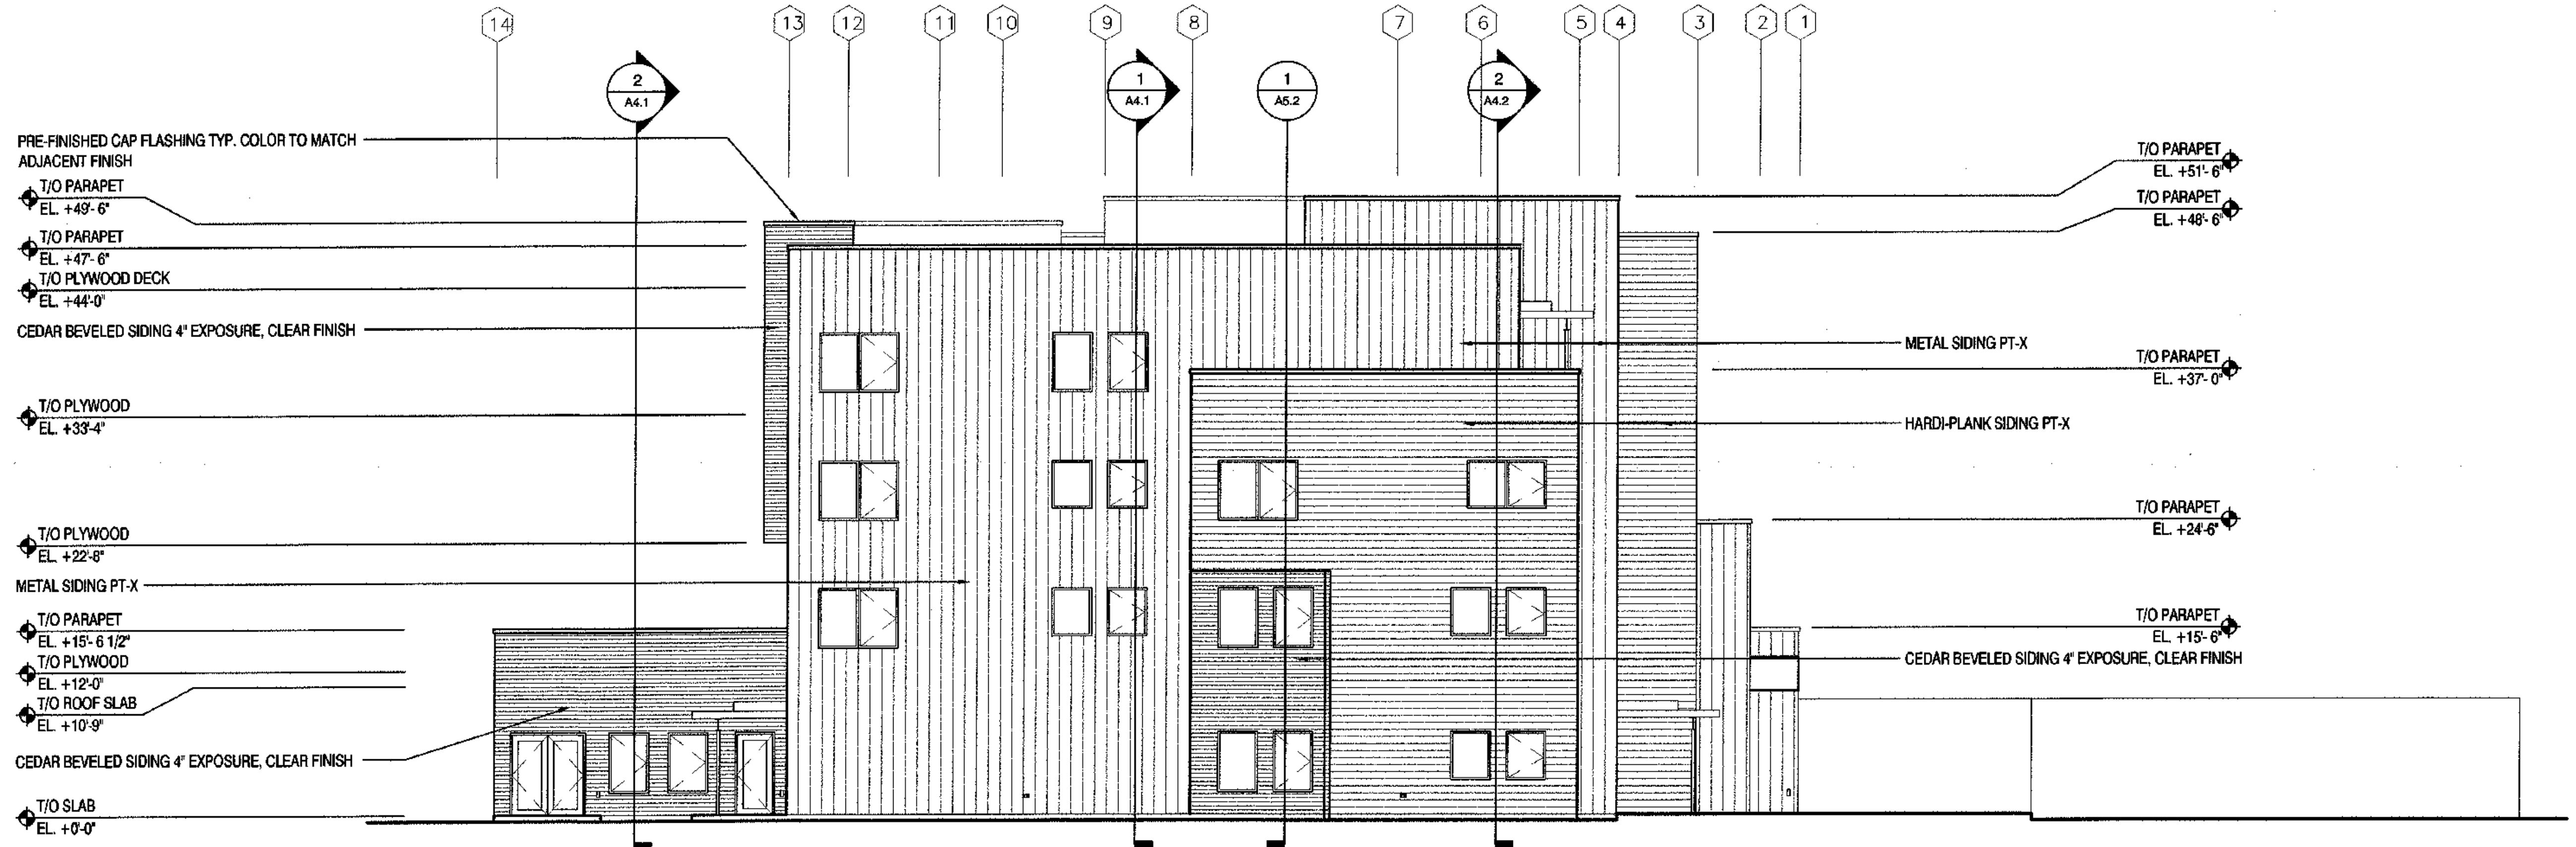 14
13
12
11
10
9
8
7
6
5
4
3
2
1
2
A4.1
1
A4.1
1
A5.2
2
A4.2
PRE-FINISHED CAP FLASHING TYP. COLOR TO MATCH
ADJACENT FINISH
T/O PARAPET
EL. +49'- 6"
T/O PARAPET
EL. +47'- 6"
T/O PLYWOOD DECK
EL. +44'-0"
CEDAR BEVELED SIDING 4" EXPOSURE, CLEAR FINISH
T/O PLYWOOD
EL. +33'-4"
T/O PLYWOOD
EL. +22'-8"
METAL SIDING PT-X
T/O PARAPET
EL. +15'- 6 1/2"
T/O PLYWOOD
EL. +12'-0"
T/O ROOF SLAB
EL. +10'-9"
CEDAR BEVELED SIDING 4" EXPOSURE, CLEAR FINISH
T/O SLAB
EL. +0'-0"
T/O PARAPET
EL. +51'- 6"
T/O PARAPET
EL. +48'- 6"
METAL SIDING PT-X
T/O PARAPET
EL. +37'- 0"
HARDI-PLANK SIDING PT-X
T/O PARAPET
EL. +24'-6"
T/O PARAPET
EL. +15'- 6"
CEDAR BEVELED SIDING 4" EXPOSURE, CLEAR FINISH